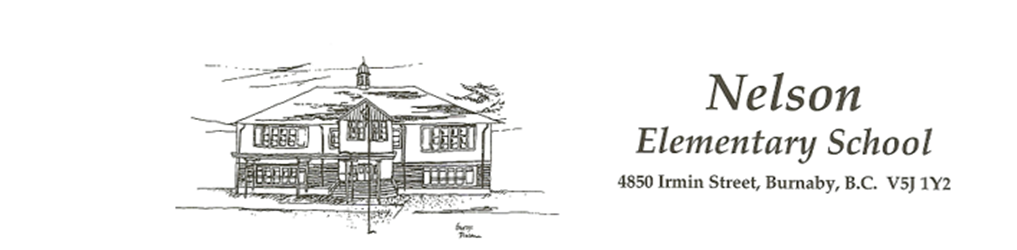 Nelson
Elementary School
4850 Irmin Street, Burnaby, B.C. V5J 1Y2